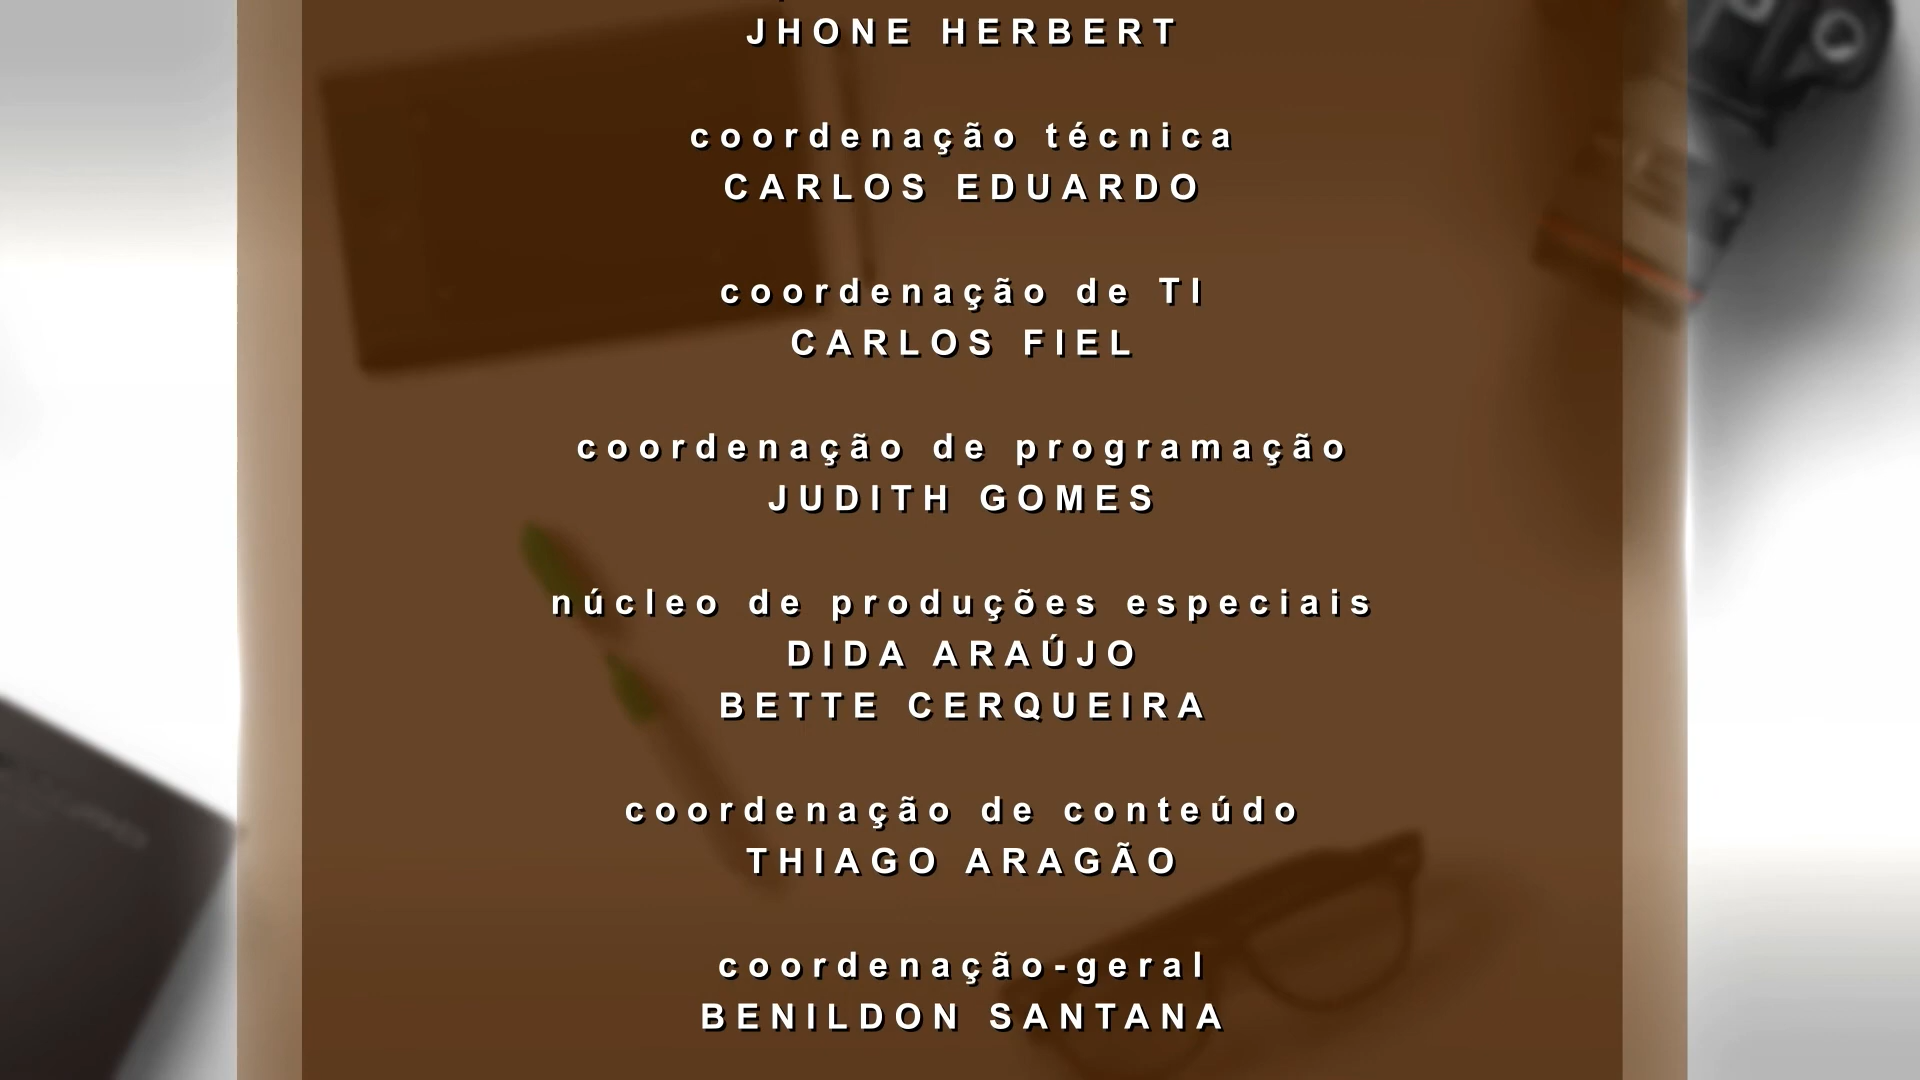 JHONE HERBERT
coordenação técnica
CARLOS EDUARDO
coordenação de TI
CARLOS FIEL
coordenação de programação
JUDITH GOMES
núcleo de produções especiais
DIDA ARAÚJO
BETTE CERQUEIRA
coordenação de conteúdo
THIAGO ARAGÃO
coordenação-geral
BENILDON SANTANA